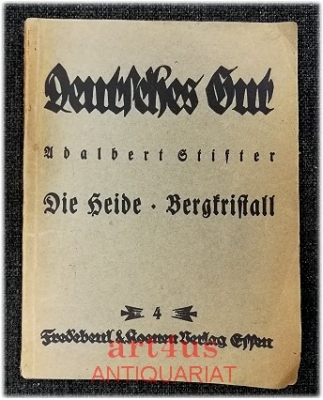 Deutsches Gut
Adalbert Stifter
Die Heide · Bergkristall
4
Fredebeul & Koenen Verlag Essen
art4us
ANTIQUARIAT